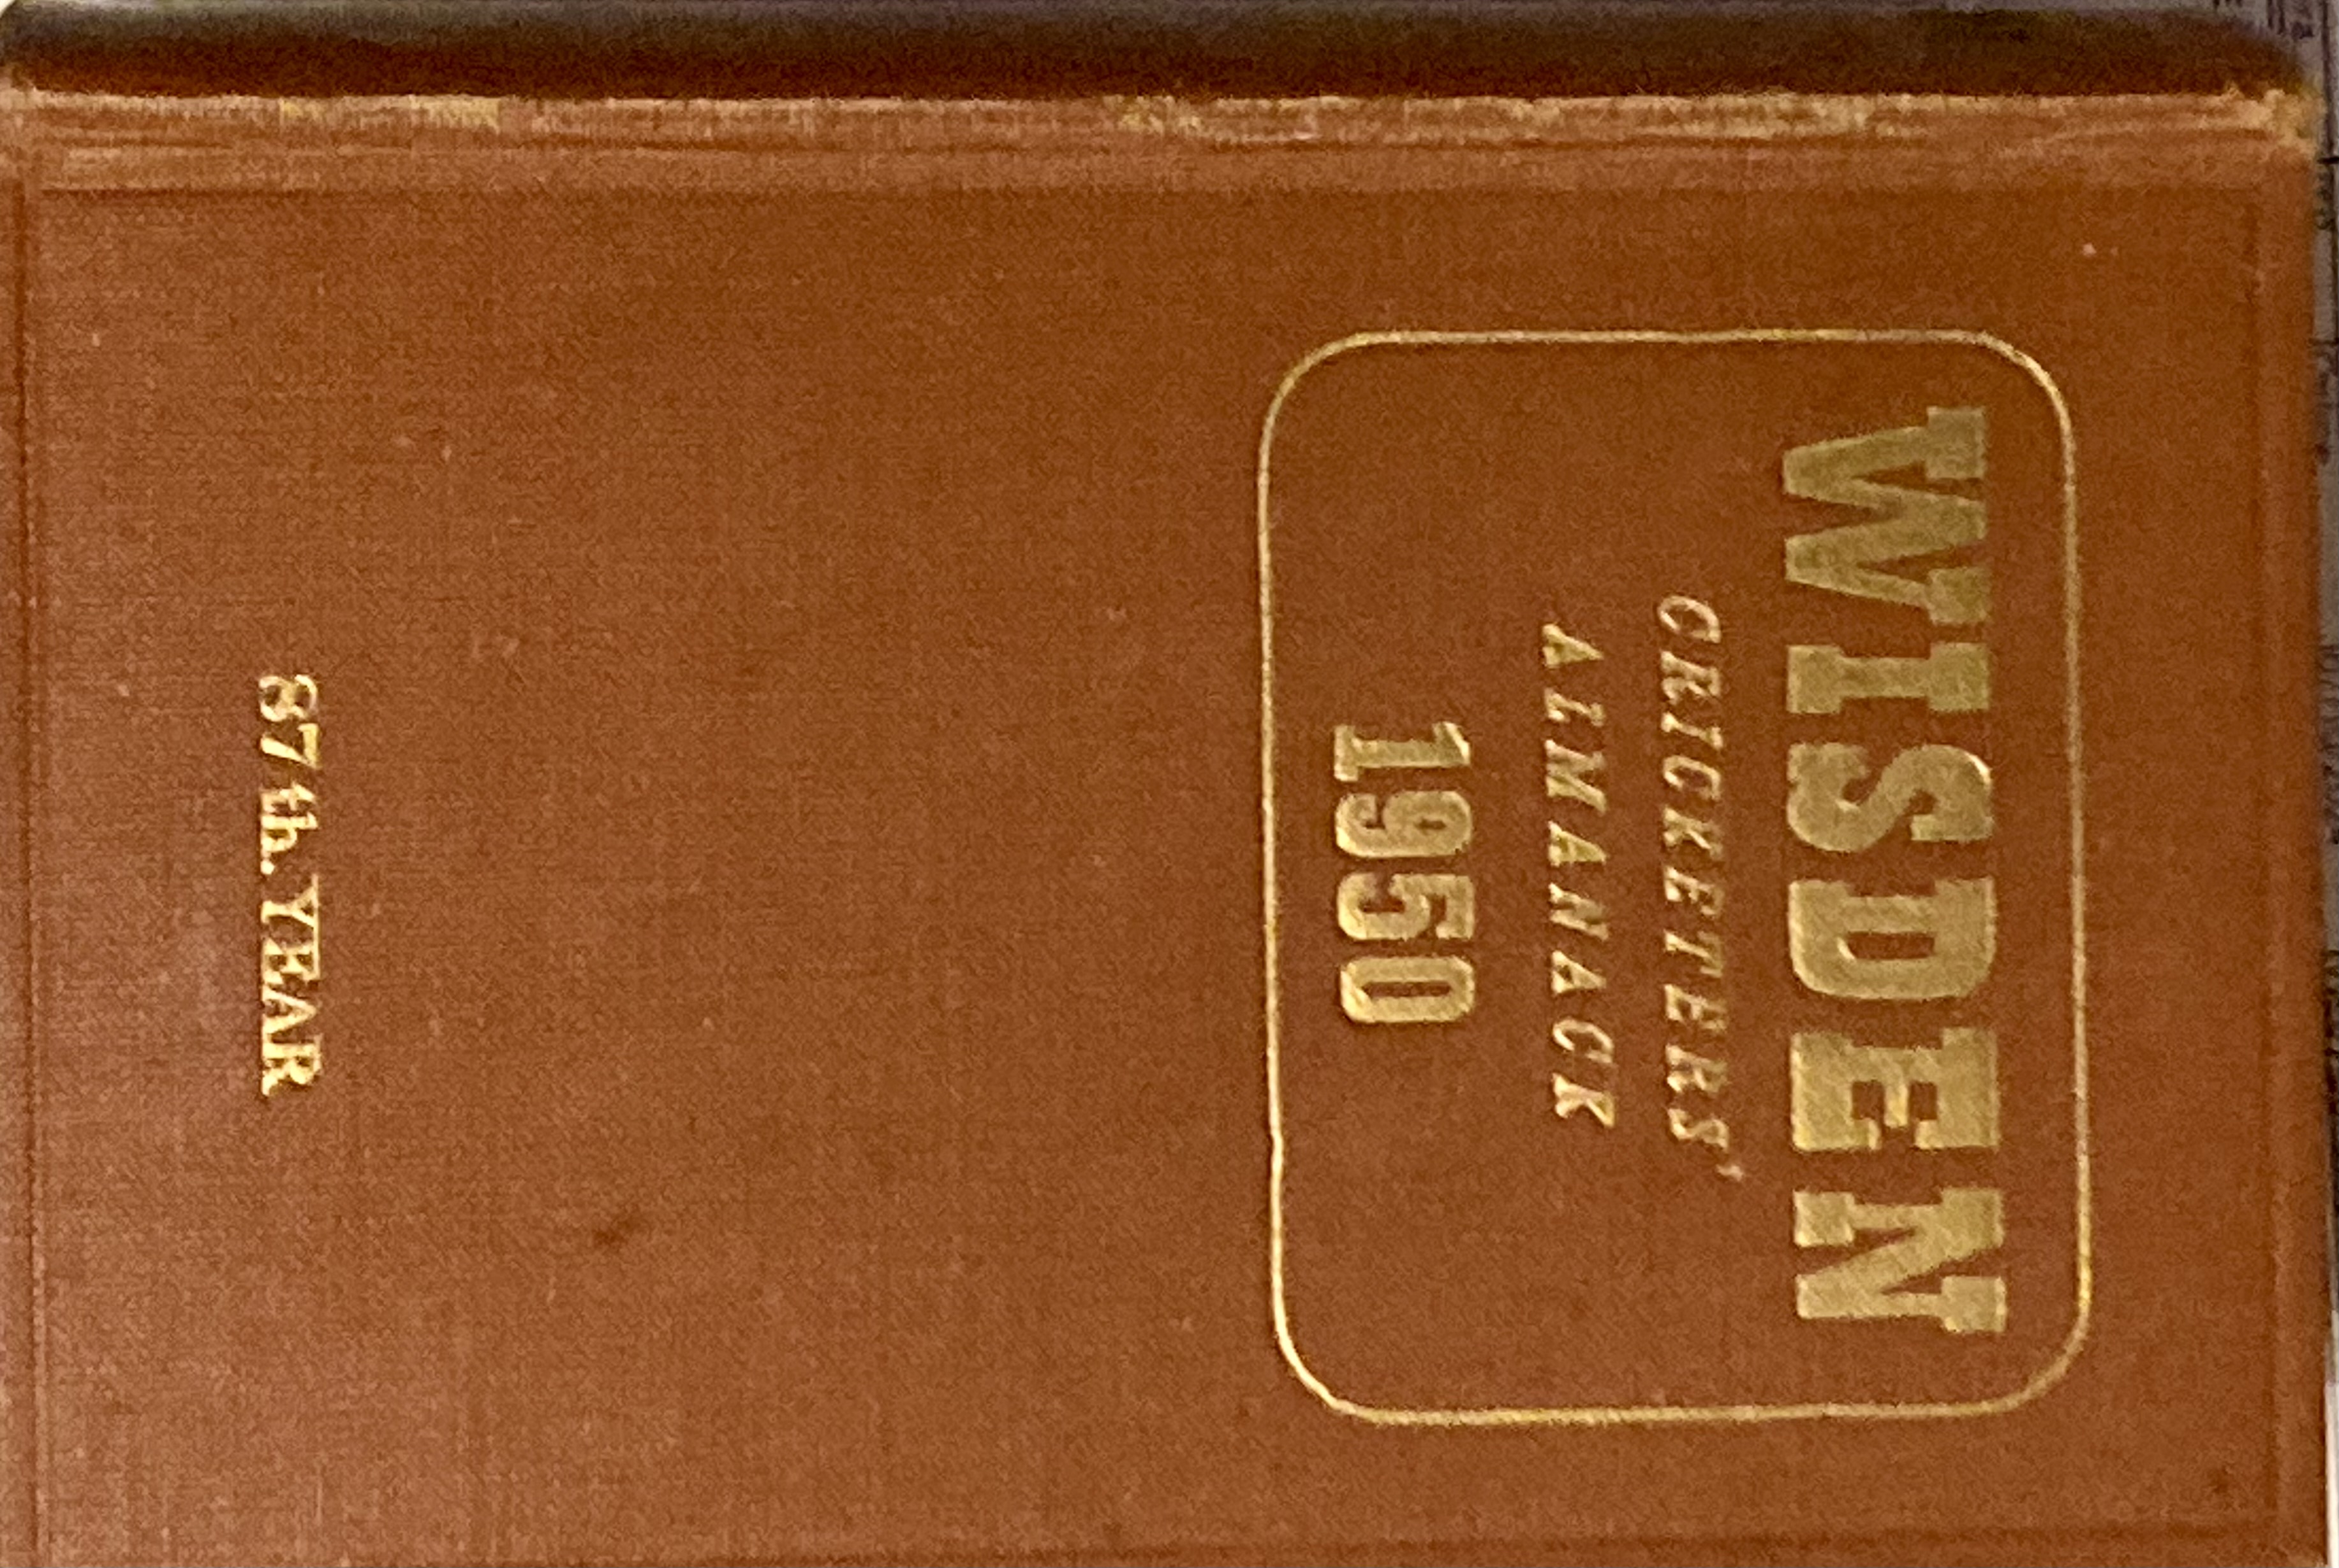 WISDEN
CRICKETERS'
ALMANACK
1950
87th. YEAR